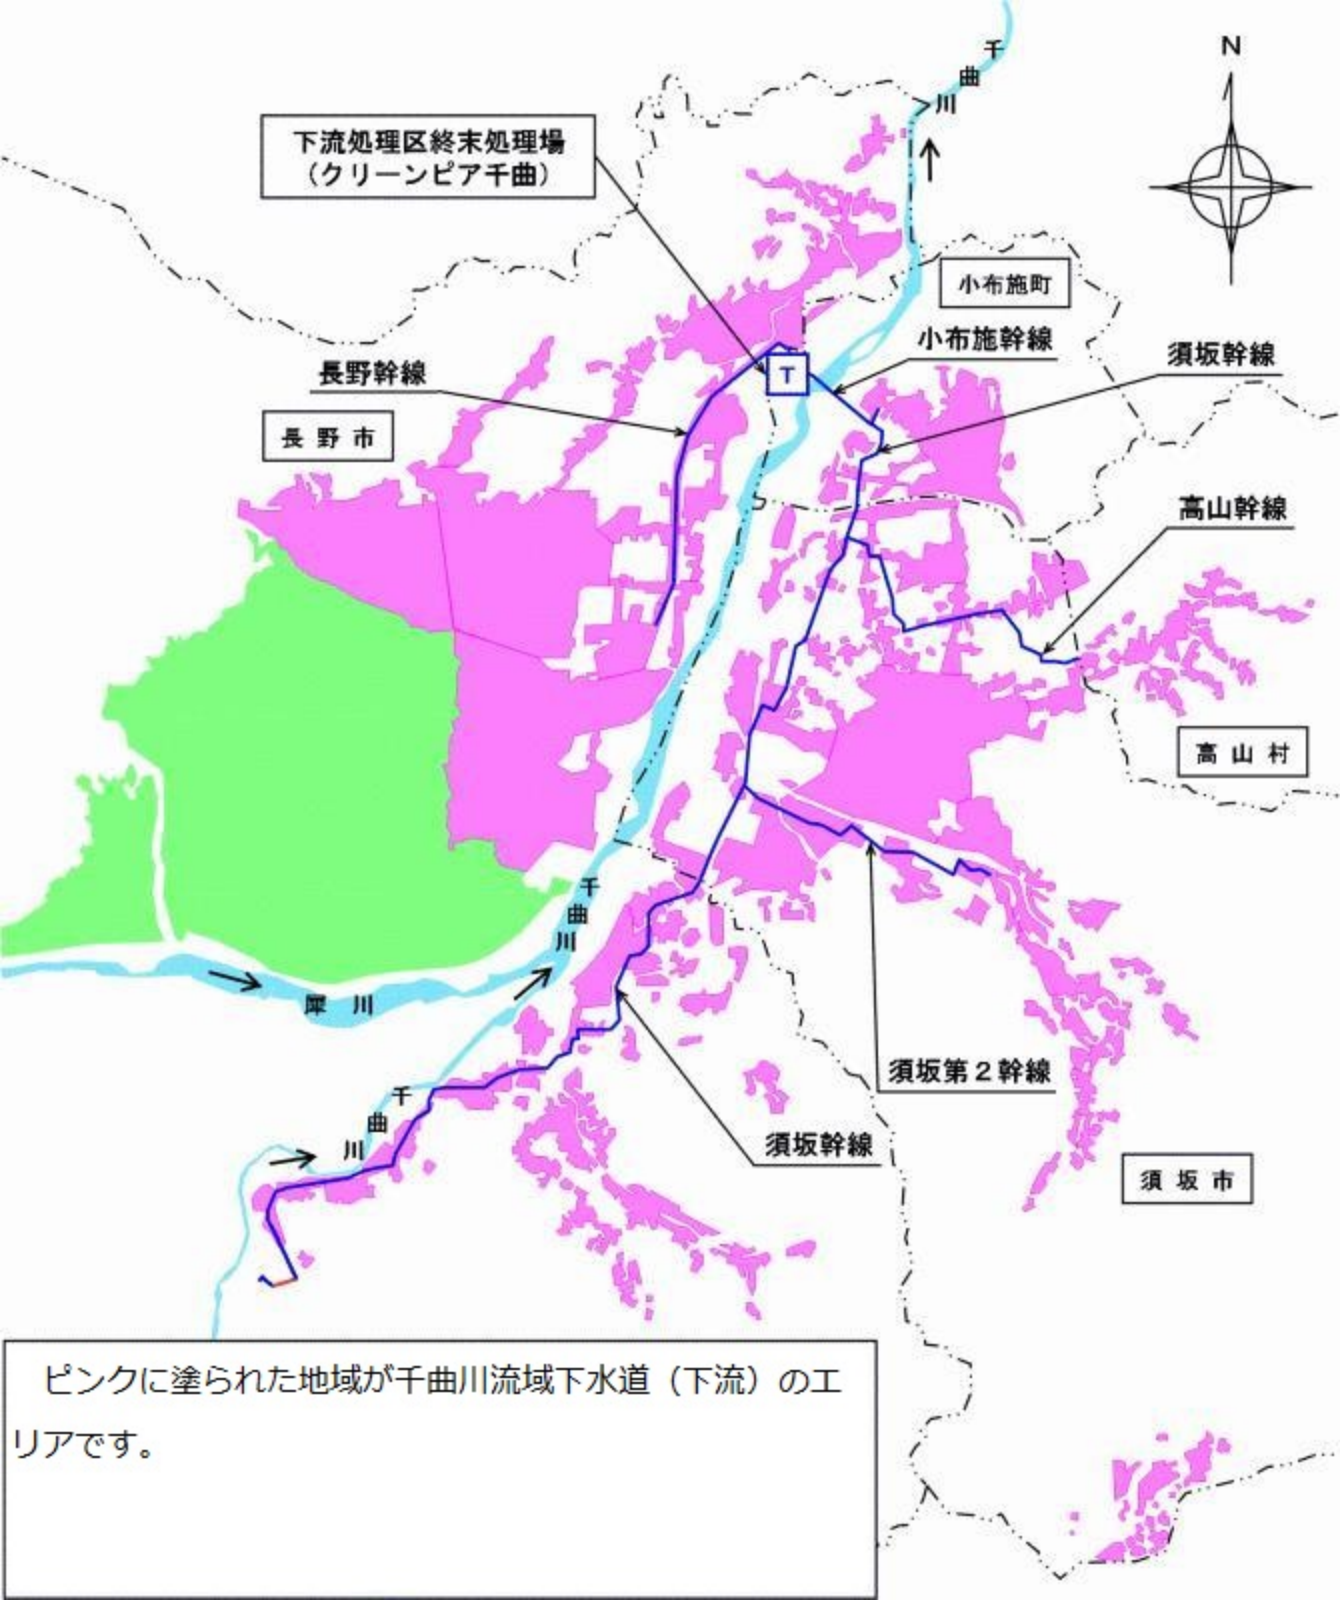 千曲川
N
下流処理区終末処理場
（クリーンピア千曲）
小布施町
小布施幹線
須坂幹線
長野幹線
T
長野市
高山幹線
高山村
千曲川
犀川
須坂第２幹線
千曲川
須坂幹線
須坂市
ピンクに塗られた地域が千曲川流域下水道（下流）のエ
リアです。